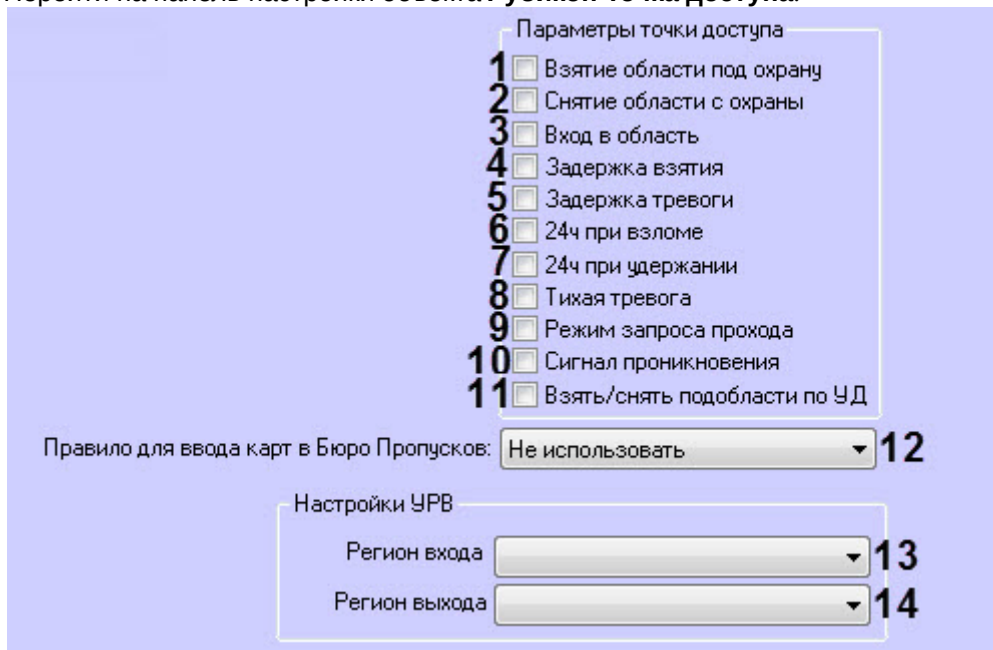 Параметры точки доступа
1 Взятие области под охрану
2 Снятие области с охраны
3 Вход в область
4 Задержка взятия
5 Задержка тревоги
6 24ч при взломе
7 24ч при удержании
8 Тихая тревога
9 Режим запроса прохода
10 Сигнал проникновения
11 Взять/снять подобласти по УД
Правило для ввода карт в Бюро Пропусков: Не использовать 12
Настройки УРВ
Регион входа 13
Регион выхода 14